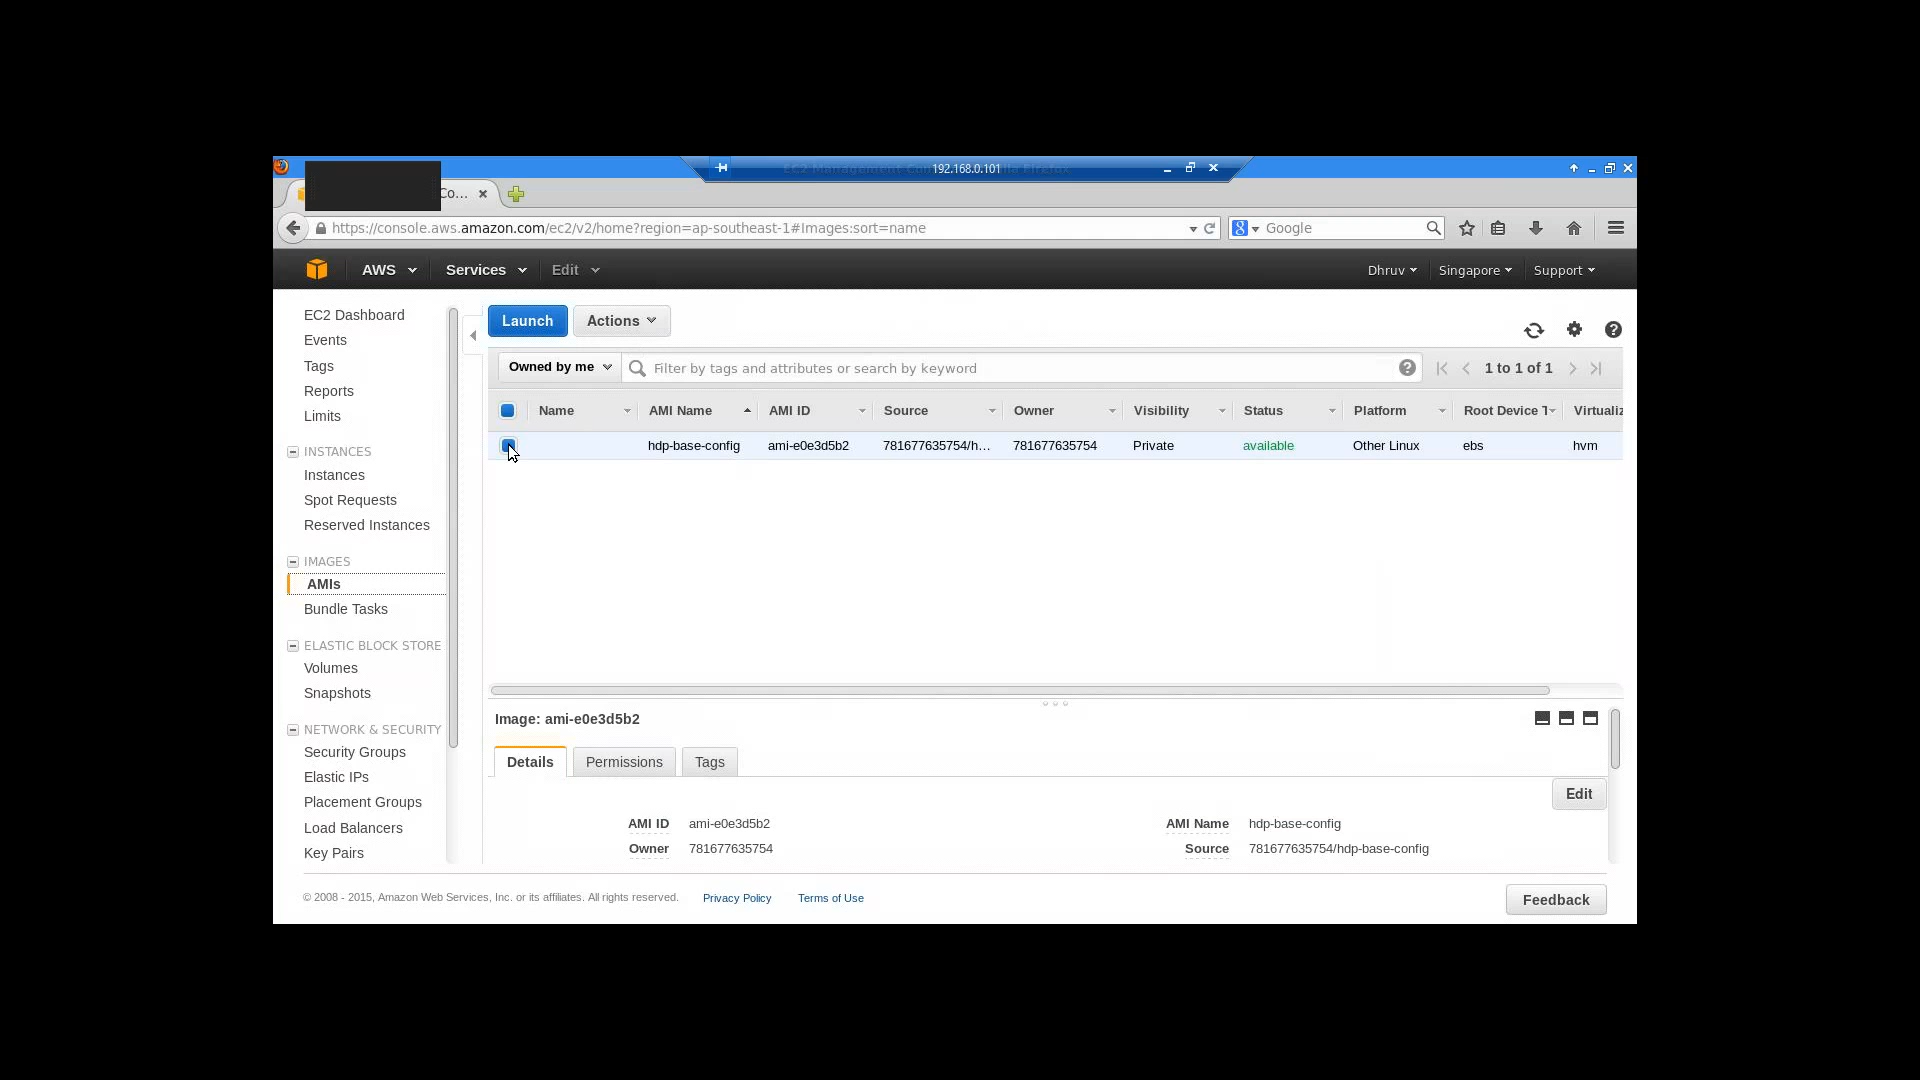 192.168.0.101
Co...
https://console.aws.amazon.com/ec2/v2/home?region=ap-southeast-1#Images:sort=name
Google
AWS Services Edit Dhruv Singapore Support
EC2 Dashboard
Events
Tags
Reports
Limits
INSTANCES
Instances
Spot Requests
Reserved Instances
IMAGES
AMIs
Bundle Tasks
ELASTIC BLOCK STORE
Volumes
Snapshots
NETWORK & SECURITY
Security Groups
Elastic IPs
Placement Groups
Load Balancers
Key Pairs
Launch Actions
Owned by me Filter by tags and attributes or search by keyword 1 to 1 of 1
Name AMI Name AMI ID Source Owner Visibility Status Platform Root Device T Virtualiz
hdp-base-config ami-e0e3d5b2 781677635754/h... 781677635754 Private available Other Linux ebs hvm
Image: ami-e0e3d5b2
Details Permissions Tags
Edit
AMI ID ami-e0e3d5b2 AMI Name hdp-base-config
Owner 781677635754 Source 781677635754/hdp-base-config
© 2008 - 2015, Amazon Web Services, Inc. or its affiliates. All rights reserved. Privacy Policy Terms of Use
Feedback